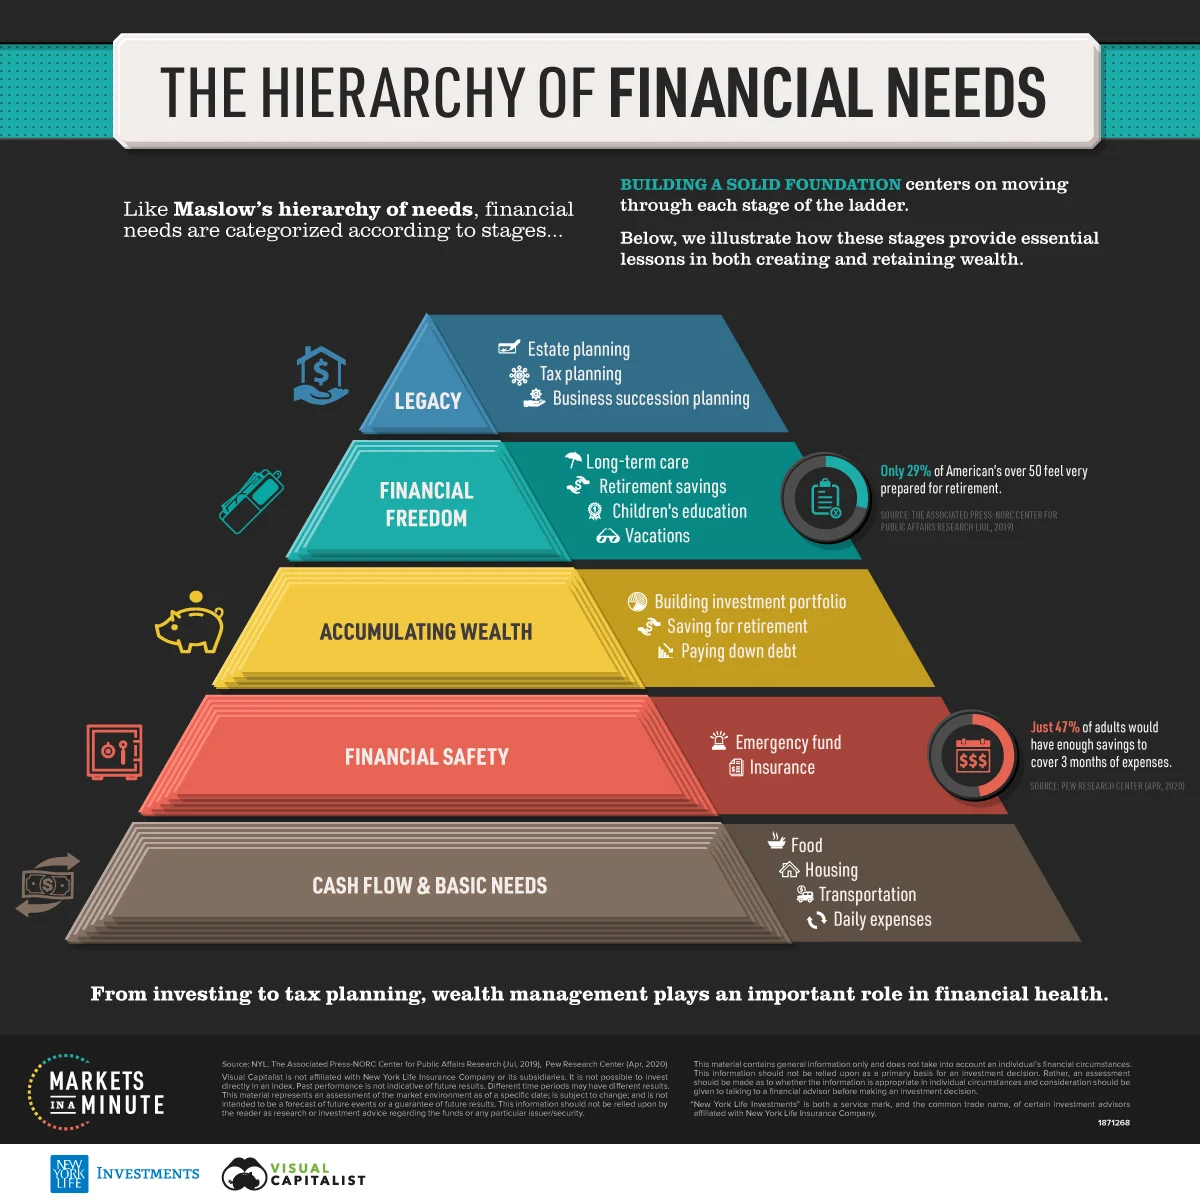 THE HIERARCHY OF FINANCIAL NEEDS
Like Maslow's hierarchy of needs, financial
needs are categorized according to stages...
BUILDING A SOLID FOUNDATION centers on moving
through each stage of the ladder.
Below, we illustrate how these stages provide essential
lessons in both creating and retaining wealth.
LEGACY
Estate planning
Tax planning
Business succession planning
FINANCIAL
FREEDOM
Long-term care
Retirement savings
Children's education
Vacations
Only 29% of American's over 50 feel very
prepared for retirement.
SOURCE: THE ASSOCIATED PRESS-NORC CENTER FOR
PUBLIC AFFAIRS RESEARCH (JUL, 2019)
ACCUMULATING WEALTH
Building investment portfolio
Saving for retirement
Paying down debt
FINANCIAL SAFETY
Emergency fund
Insurance
$$$
Just 47% of adults would
have enough savings to
cover 3 months of expenses.
SOURCE: PEW RESEARCH CENTER (APR, 2020)
CASH FLOW & BASIC NEEDS
Food
Housing
Transportation
Daily expenses
From investing to tax planning, wealth management plays an important role in financial health.
MARKETS
IN A MINUTE
Source: NYL, The Associated Press-NORC Center for Public Affairs Research (Jul, 2019), Pew Research Center (Apr, 2020)
Visual Capitalist is not affiliated with New York Life Insurance Company or its subsidiaries. It is not possible to invest
directly in an index. Past performance is not indicative of future results. Different time periods may have different results.
This material represents an assessment of the market environment as of a specific date; is subject to change; and is not
intended to be a forecast of future events or a guarantee of future results. This information should not be relied upon by
the reader as research or investment advice regarding the funds or any particular issuer/security.
This material contains general information only and does not take into account an individual's financial circumstances.
This information should not be relied upon as a primary basis for an investment decision. Rather, an assessment
should be made as to whether the information is appropriate in individual circumstances and consideration should be
given to talking to a financial advisor before making an investment decision.
"New York Life Investments" is both a service mark, and the common trade name, of certain investment advisors
affiliated with New York Life Insurance Company.
1871268
NEW
YORK
LIFE
INVESTMENTS
VISUAL
CAPITALIST